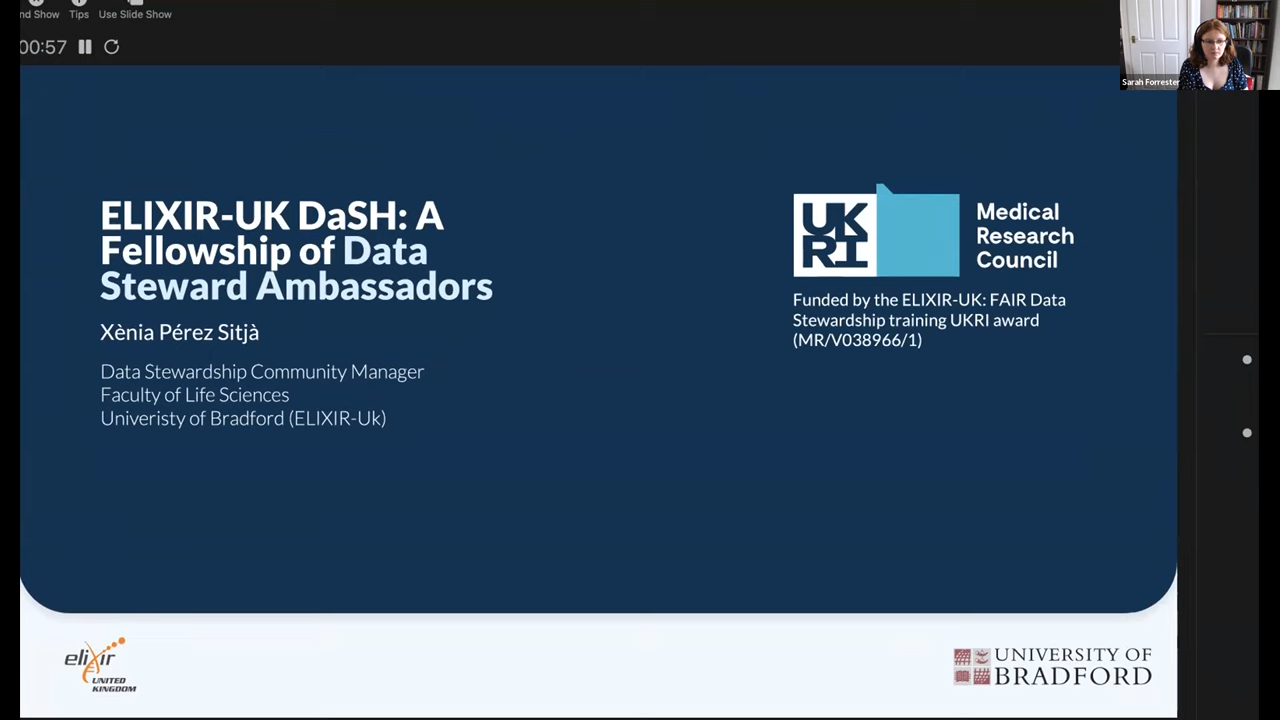 nd Show
Tips
Use Slide Show
00:57
Sarah Forrester
ELIXIR-UK DaSH: A
Fellowship of Data
Steward Ambassadors
Xènia Pérez Sitjà
Data Stewardship Community Manager
Faculty of Life Sciences
Univeristy of Bradford (ELIXIR-Uk)
UK
RI
Medical
Research
Council
Funded by the ELIXIR-UK: FAIR Data
Stewardship training UKRI award
(MR/V038966/1)
elixir
UNITED
KINGDOM
UNIVERSITY OF
BRADFORD